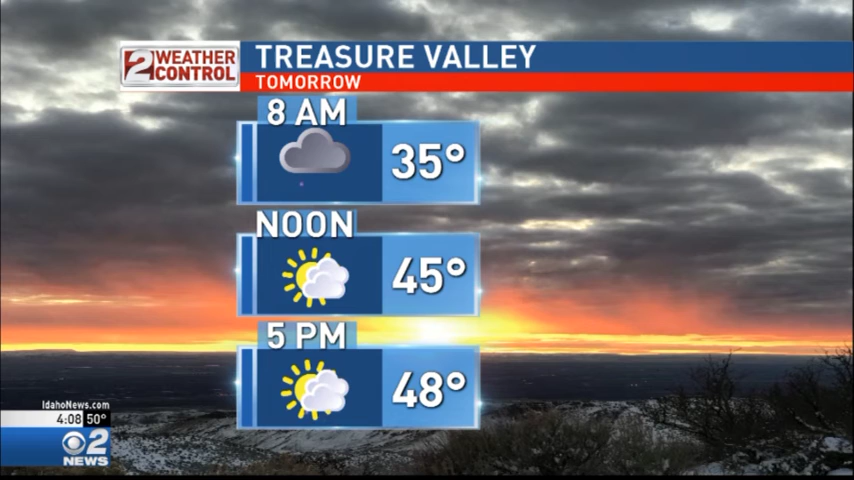 2 WEATHER
CONTROL
TREASURE VALLEY
TOMORROW
8 AM
35°
NOON
45°
5 PM
48°
IdahoNews.com
4:08 50°
2
NEWS